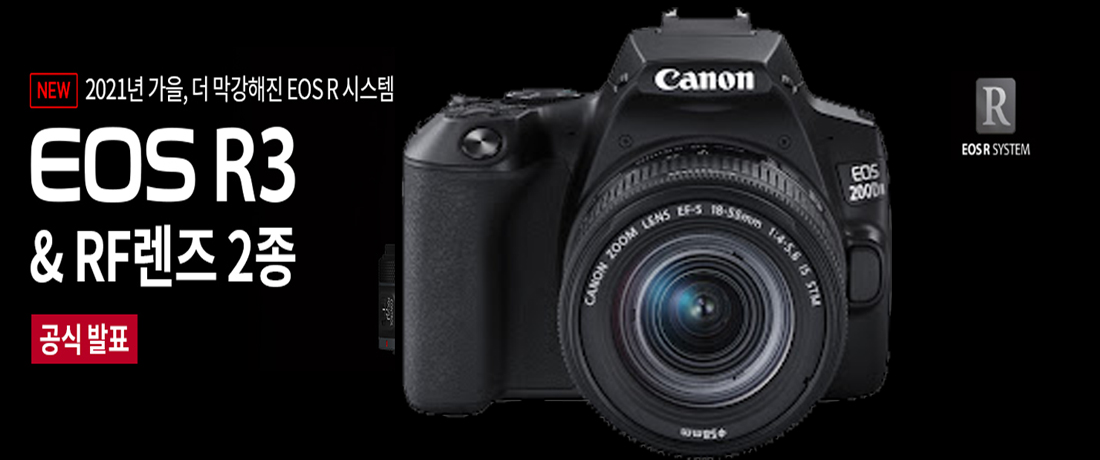 NEW 2021년 가을, 더 막강해진 EOS R 시스템
EOS R3
& RF렌즈 2종
공식 발표
Canon
EOS
200D II
CANON ZOOM LENS EF-S 18-55mm 1:4-5.6 IS STM
φ58mm
R
EOS R SYSTEM